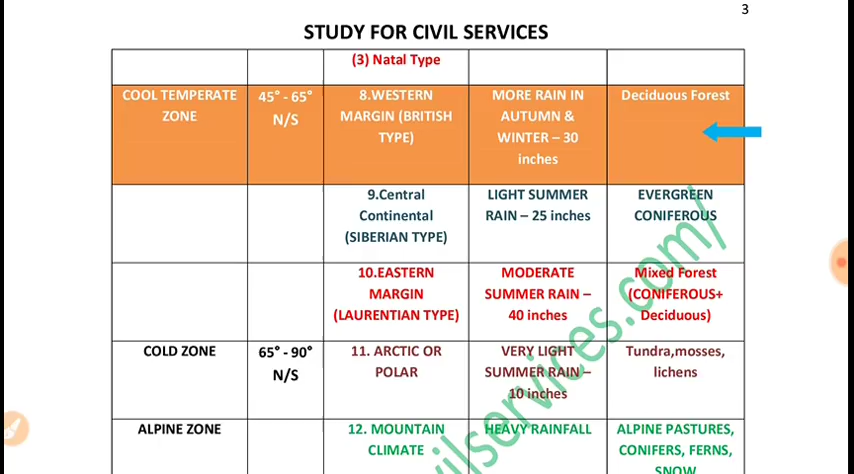 3
STUDY FOR CIVIL SERVICES
(3) Natal Type
COOL TEMPERATE
ZONE
45° - 65°
N/S
8.WESTERN
MARGIN (BRITISH
TYPE)
MORE RAIN IN
AUTUMN &
WINTER – 30
inches
Deciduous Forest
9.Central
Continental
(SIBERIAN TYPE)
LIGHT SUMMER
RAIN – 25 inches
EVERGREEN
CONIFEROUS
10.EASTERN
MARGIN
(LAURENTIAN TYPE)
MODERATE
SUMMER RAIN –
40 inches
Mixed Forest
(CONIFEROUS+
Deciduous)
COLD ZONE
65° - 90°
N/S
11. ARCTIC OR
POLAR
VERY LIGHT
SUMMER RAIN –
10 inches
Tundra,mosses,
lichens
ALPINE ZONE
12. MOUNTAIN
CLIMATE
HEAVY RAINFALL
ALPINE PASTURES,
CONIFERS, FERNS,
SNOW
vilservices.com/